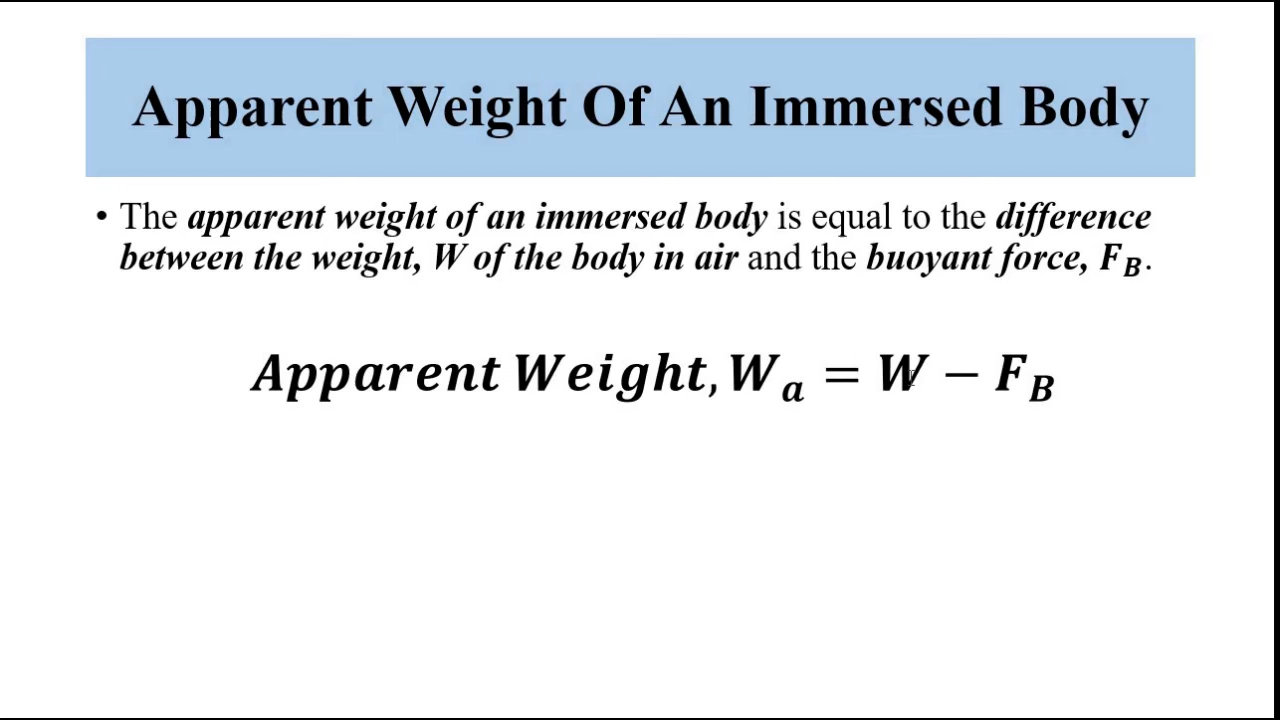 Apparent Weight Of An Immersed Body
• The apparent weight of an immersed body is equal to the difference
between the weight, W of the body in air and the buoyant force, F_B.
Apparent Weight, W_a = W − F_B